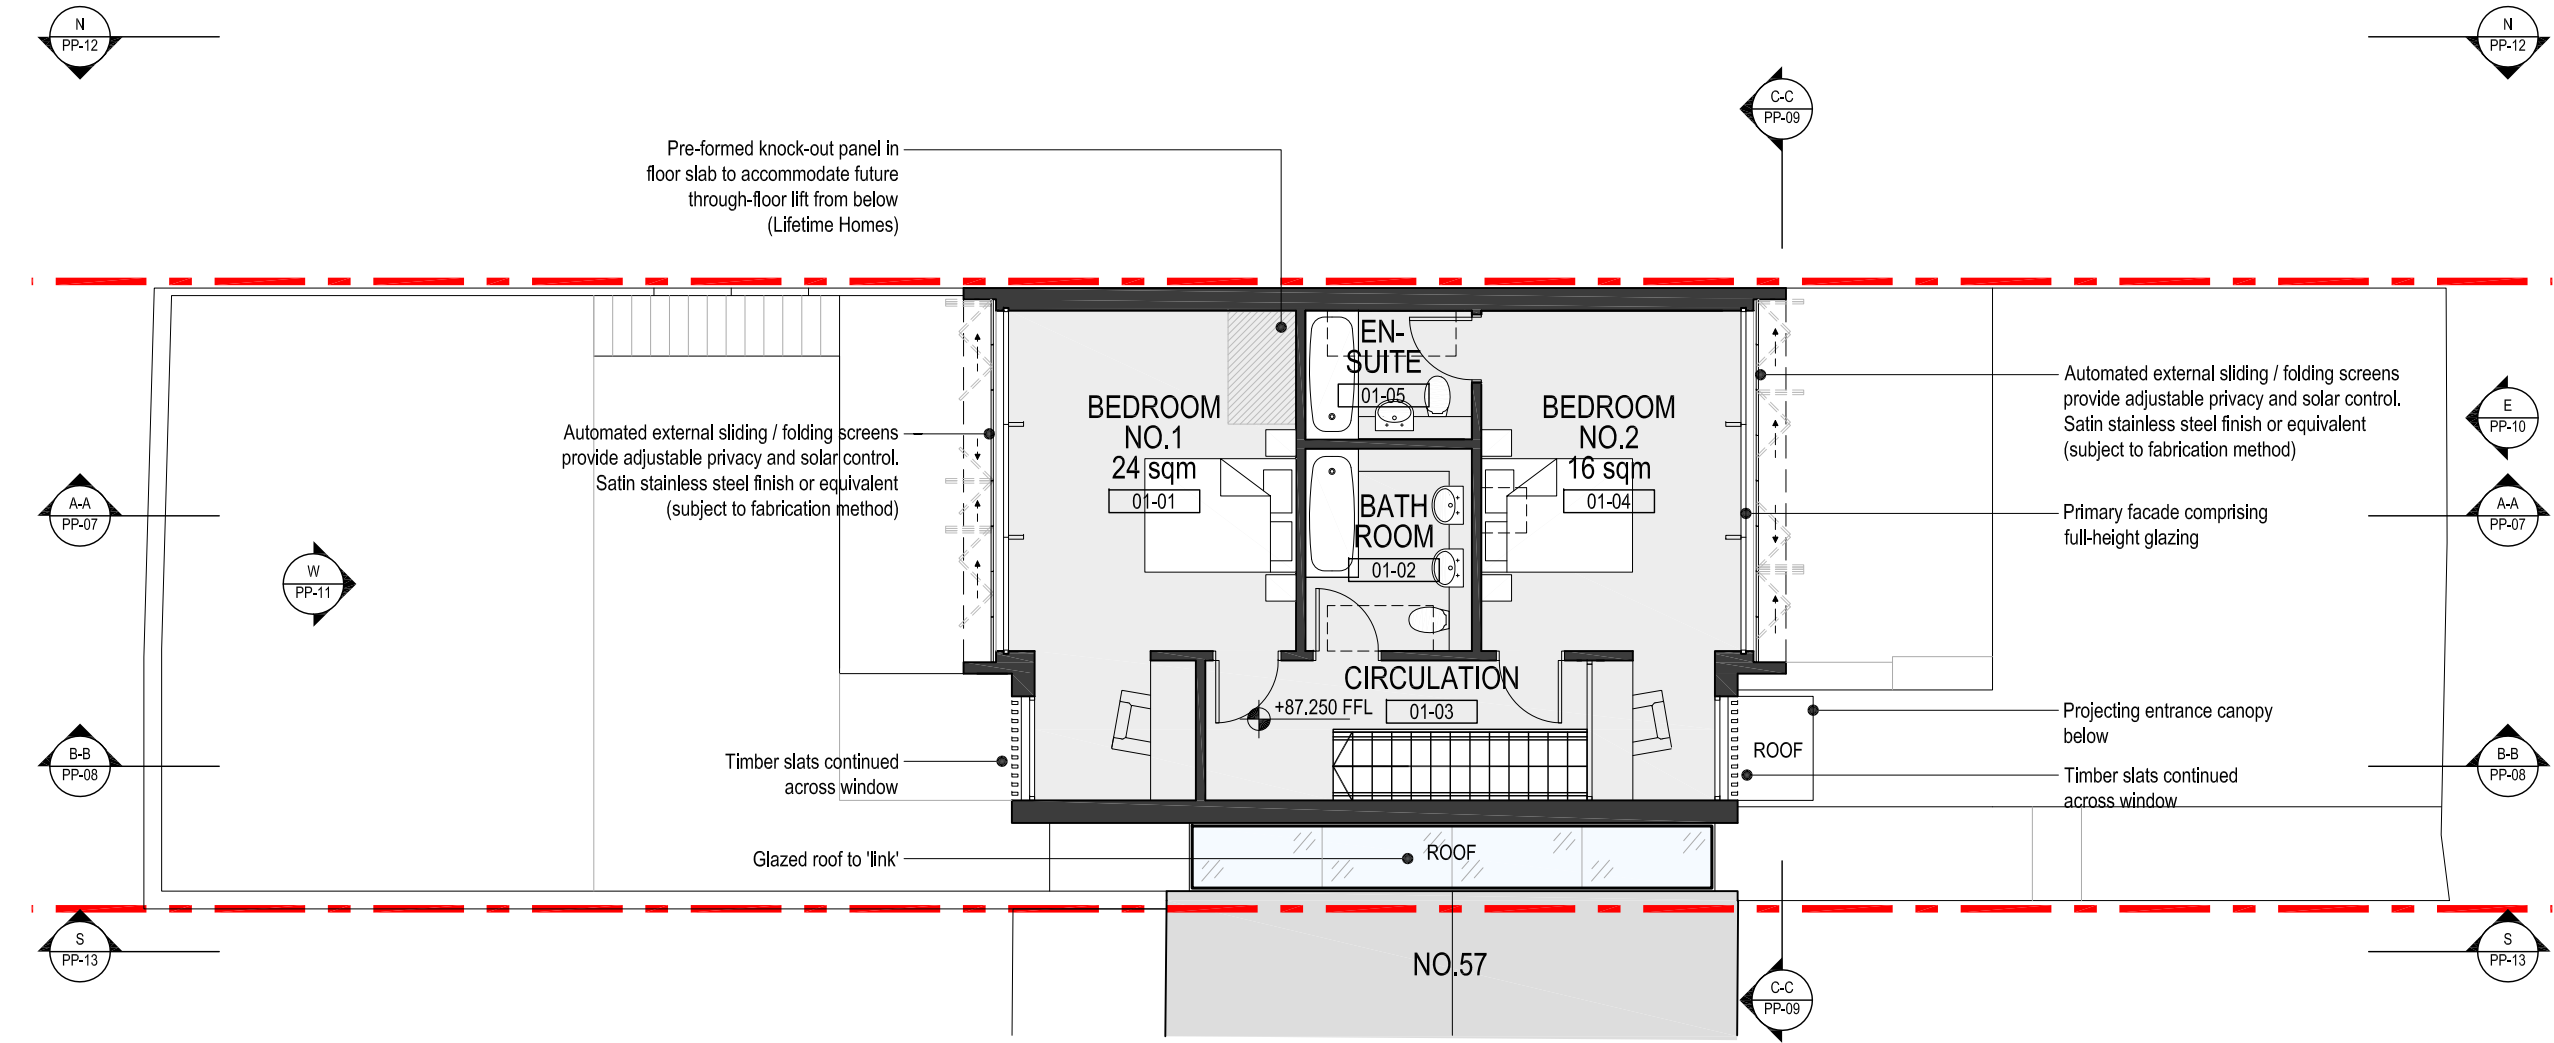 N
PP-12
N
PP-12
C-C
PP-09
Pre-formed knock-out panel in
floor slab to accommodate future
through-floor lift from below
(Lifetime Homes)
EN-
SUITE
01-05
BEDROOM
NO.1
24 sqm
01-01
BEDROOM
NO.2
16 sqm
01-04
Automated external sliding / folding screens
provide adjustable privacy and solar control.
Satin stainless steel finish or equivalent
(subject to fabrication method)
Automated external sliding / folding screens
provide adjustable privacy and solar control.
Satin stainless steel finish or equivalent
(subject to fabrication method)
E
PP-10
A-A
PP-07
BATH
ROOM
01-02
Primary facade comprising
full-height glazing
A-A
PP-07
W
PP-11
CIRCULATION
01-03
+87.250 FFL
Projecting entrance canopy
below
B-B
PP-08
Timber slats continued
across window
ROOF
Timber slats continued
across window
B-B
PP-08
Glazed roof to 'link'
ROOF
S
PP-13
NO.57
S
PP-13
C-C
PP-09